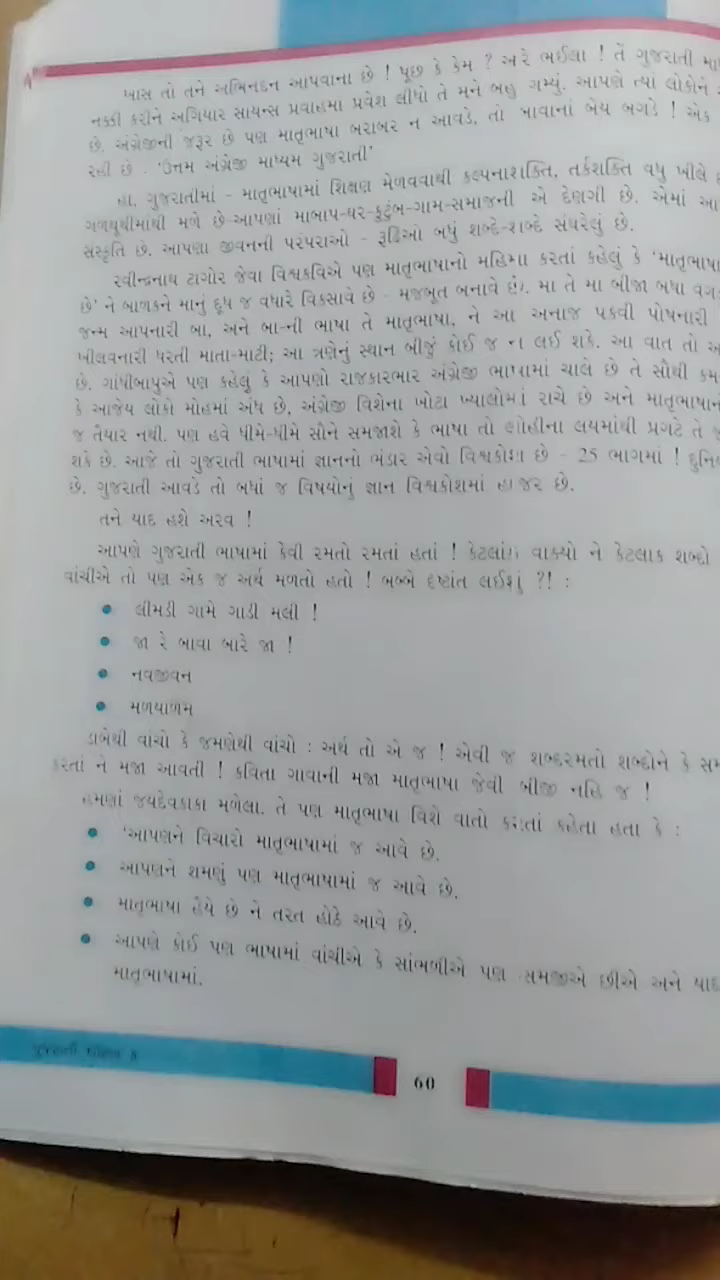 ખાસ તો તને અભિનંદન આપવાના છે ! પૂછ કે કેમ ? અરે ભઈલા ! તેં ગુજરાતી
નક્કી કરીને અગિયાર સાયન્સ પ્રવાહમાં પ્રવેશ લીધો તે મને બહુ ગમ્યું. આપણે ત્યાં લોકોને
છે. અંગ્રેજીની જરૂર છે પણ માતૃભાષા બરાબર ન આવડે, તો બાવાનાં બેય બગડે ! એક
રહી છે : ‘ઉત્તમ અંગ્રેજી માધ્યમ ગુજરાતી’
હા, ગુજરાતીમાં - માતૃભાષામાં શિક્ષણ મેળવવાથી કલ્પનાશક્તિ, તર્કશક્તિ વધુ ખીલે
ગળથૂથીમાંથી મળે છે-આપણાં માબાપ-ઘર-કુટુંબ-ગામ-સમાજની એ દેણગી છે. એમાં
સંસ્કૃતિ છે. આપણા જીવનની પરંપરાઓ - રૂઢિઓ બધું શબ્દે-શબ્દે સંઘરેલું છે.
રવીન્દ્રનાથ ટાગોર જેવા વિશ્વકવિએ પણ માતૃભાષાનો મહિમા કરતાં કહેલું કે ‘માતૃભાષા
છે’ ને બાળકને માનું દૂધ જ વધારે વિકસાવે છે - મજબૂત બનાવે છે. મા તે મા બીજા બધા
જન્મ આપનારી બા, અને બા-ની ભાષા તે માતૃભાષા, ને આ અનાજ પકવી પોષનારી
ખીલવનારી ધરતી માતા-માટી; આ ત્રણેનું સ્થાન બીજું કોઈ જ ન લઈ શકે. આ વાત તો
છે. ગાંધીબાપુએ પણ કહેલું કે આપણો રાજકારભાર અંગ્રેજી ભાષામાં ચાલે છે તે સૌથી
કે આજેય લોકો મોહમાં અંધ છે, અંગ્રેજી વિશેના ખોટા ખ્યાલોમાં રાચે છે અને માતૃભાષાનો
જ તૈયાર નથી. પણ હવે ધીમે-ધીમે સૌને સમજાશે કે ભાષા તો લોહીના લયમાંથી પ્રગટે તે
શકે છે. આજે તો ગુજરાતી ભાષામાં જ્ઞાનનો ભંડાર એવો વિશ્વકોશ છે - 25 ભાગમાં !
છે. ગુજરાતી આવડે તો બધાં જ વિષયોનું જ્ઞાન વિશ્વકોશમાં હાજર છે.
તને યાદ હશે અરવ !
આપણે ગુજરાતી ભાષામાં કેવી રમતો રમતાં હતાં ! કેટલાંક વાક્યો ને કેટલાક શબ્દો
વાંચીએ તો પણ એક જ અર્થ મળતો હતો ! બબ્બે દૃષ્ટાંત લઈશું ?! :
• લીમડી ગામે ગાડી મલી !
• જા રે બાવા બારે જા !
• નવજીવન
• મળયાળમ
ડાબેથી વાંચો કે જમણેથી વાંચો : અર્થ તો એ જ ! એવી જ શબ્દરમતો શબ્દોને કે
કરતાં ને મજા આવતી ! કવિતા ગાવાની મજા માતૃભાષા જેવી બીજી નહિ જ !
હમણાં જયદેવકાકા મળેલા. તે પણ માતૃભાષા વિશે વાતો કરતાં કહેતા હતા કે :
• ‘આપણને વિચારો માતૃભાષામાં જ આવે છે.
• આપણને શમણું પણ માતૃભાષામાં જ આવે છે.
• માતૃભાષા હૈયે છે ને તરત હોઠે આવે છે.
• આપણે કોઈ પણ ભાષામાં વાંચીએ કે સાંભળીએ પણ સમજીએ છીએ અને યાદ
માતૃભાષામાં.
60